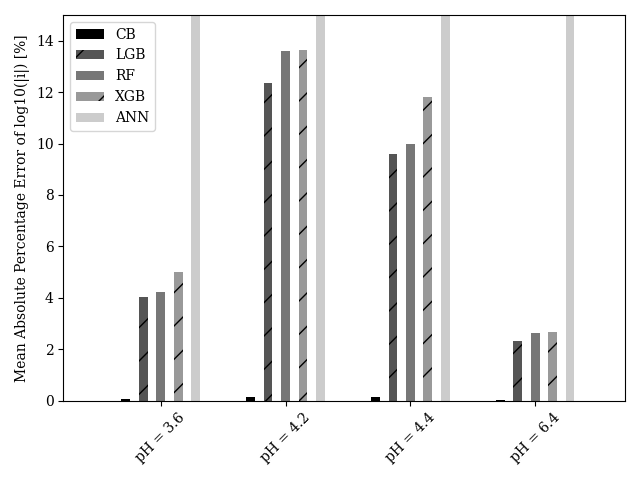 Mean Absolute Percentage Error of log10(|i|) [%]
14
12
10
8
6
4
2
0
CB
LGB
RF
XGB
ANN
pH = 3.6
pH = 4.2
pH = 4.4
pH = 6.4